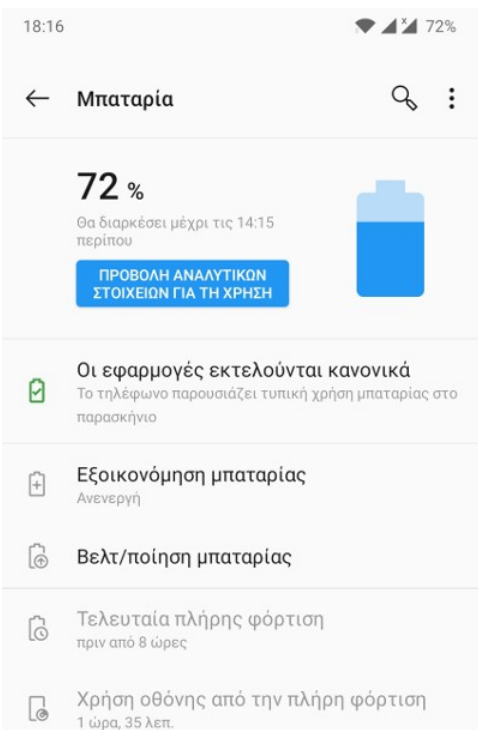 18:16
72%
Μπαταρία
72 %
Θα διαρκέσει μέχρι τις 14:15
περίπου
ΠΡΟΒΟΛΗ ΑΝΑΛΥΤΙΚΩΝ
ΣΤΟΙΧΕΙΩΝ ΓΙΑ ΤΗ ΧΡΗΣΗ
Οι εφαρμογές εκτελούνται κανονικά
Το τηλέφωνο παρουσιάζει τυπική χρήση μπαταρίας στο
παρασκήνιο
Εξοικονόμηση μπαταρίας
Ανενεργή
Βελτ/ποίηση μπαταρίας
Τελευταία πλήρης φόρτιση
πριν από 8 ώρες
Χρήση οθόνης από την πλήρη φόρτιση
1 ώρα, 35 λεπ.